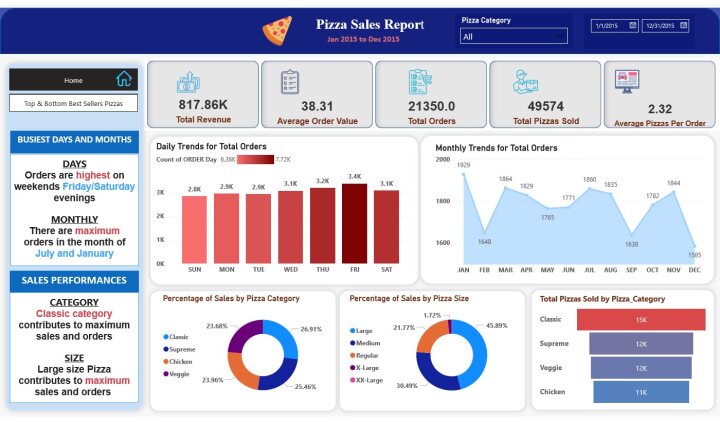 Pizza Sales Report
Jan 2015 to Dec 2015
Pizza Category
All
1/1/2015
12/31/2015
Home
Top & Bottom Best Sellers Pizzas
BUSIEST DAYS AND MONTHS
DAYS
Orders are highest on
weekends Friday/Saturday
evenings
MONTHLY
There are maximum
orders in the month of
July and January
SALES PERFORMANCES
CATEGORY
Classic category
contributes to maximum
sales and orders
SIZE
Large size Pizza
contributes to maximum
sales and orders
817.86K
Total Revenue
38.31
Average Order Value
21350.0
Total Orders
49574
Total Pizzas Sold
2.32
Average Pizzas Per Order
Daily Trends for Total Orders
Count of ORDER Day 6.36K 7.72K
3K
2K
1K
0K
2.8K
2.9K
2.9K
3.1K
3.2K
3.4K
3.1K
SUN
MON
TUE
WED
THU
FRI
SAT
Monthly Trends for Total Orders
2000
1800
1600
1929
1648
1864
1829
1765
1771
1860
1835
1638
1782
1844
1585
JAN
FEB
MAR
APR
MAY
JUN
JUL
AUG
SEP
OCT
NOV
DEC
Percentage of Sales by Pizza Category
Classic
Supreme
Chicken
Veggie
23.68%
26.91%
23.96%
25.46%
Percentage of Sales by Pizza Size
Large
Medium
Regular
X-Large
XX-Large
1.72%
21.77%
45.89%
30.49%
Total Pizzas Sold by Pizza_Category
Classic
15K
Supreme
12K
Veggie
12K
Chicken
11K